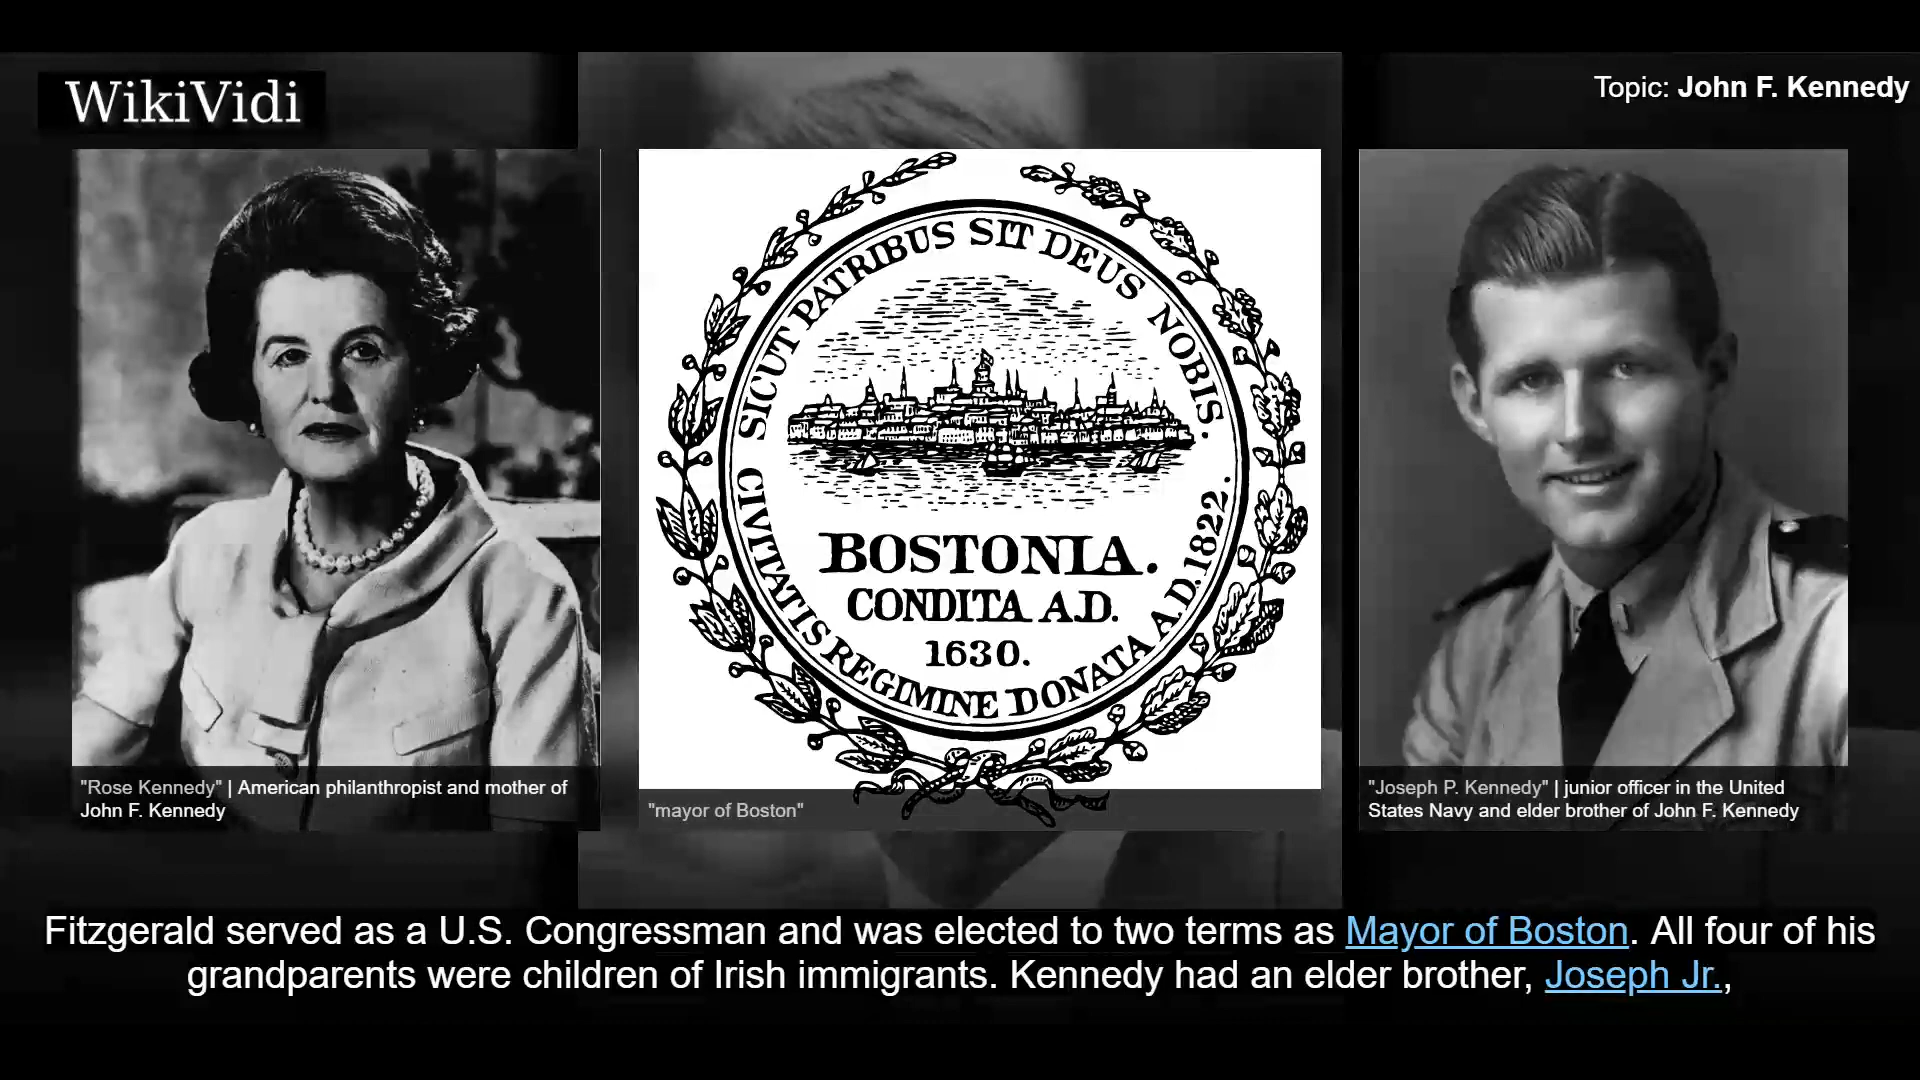 WikiVidi
Topic: John F. Kennedy
SICUT PATRIBUS SIT DEUS NOBIS.
BOSTONIA.
CONDITA A.D.
1630.
CIVITATIS REGIMINE DONATA A.D. 1822.
"Rose Kennedy" | American philanthropist and mother of
John F. Kennedy
"mayor of Boston"
"Joseph P. Kennedy" | junior officer in the United
States Navy and elder brother of John F. Kennedy
Fitzgerald served as a U.S. Congressman and was elected to two terms as Mayor of Boston. All four of his
grandparents were children of Irish immigrants. Kennedy had an elder brother, Joseph Jr.,